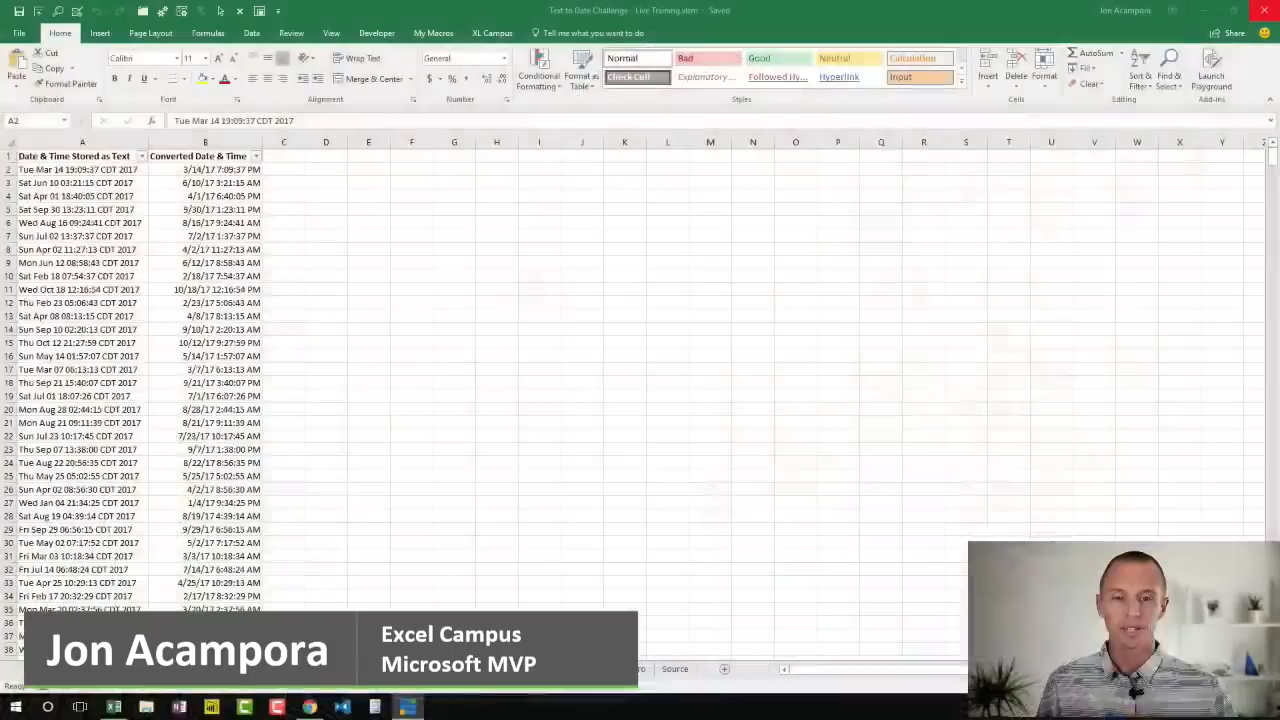 Text to Date Challenge - Live Training.xlsm - Saved
Jon Acampora
File Home Insert Page Layout Formulas Data Review View Developer My Macros XL Campus Tell me what you want to do Share
Paste
Cut
Copy
Format Painter
Calibri 11
B I U
Wrap Text
Merge & Center
General
$ % ,
Conditional Formatting
Format as Table
Normal Bad Good Neutral Calculation
Check Cell Explanatory ... Followed Hy... Hyperlink Input
Insert Delete Format
AutoSum
Fill
Clear
Sort & Filter
Find & Select
Launch Playground
Clipboard Font Alignment Number Styles Cells Editing Add-ins
A2 fx Tue Mar 14 19:09:37 CDT 2017
A B C D E F G H I J K L M N O P Q R S T U V W X Y
1 Date & Time Stored as Text Converted Date & Time
2 Tue Mar 14 19:09:37 CDT 2017 3/14/17 7:09:37 PM
3 Sat Jun 10 03:21:15 CDT 2017 6/10/17 3:21:15 AM
4 Sat Apr 01 18:40:05 CDT 2017 4/1/17 6:40:05 PM
5 Sat Sep 30 13:23:11 CDT 2017 9/30/17 1:23:11 PM
6 Wed Aug 16 09:24:41 CDT 2017 8/16/17 9:24:41 AM
7 Sun Jul 02 13:37:37 CDT 2017 7/2/17 1:37:37 PM
8 Sun Apr 02 11:27:13 CDT 2017 4/2/17 11:27:13 AM
9 Mon Jun 12 08:58:43 CDT 2017 6/12/17 8:58:43 AM
10 Sat Feb 18 07:54:37 CDT 2017 2/18/17 7:54:37 AM
11 Wed Oct 18 12:16:54 CDT 2017 10/18/17 12:16:54 PM
12 Thu Feb 23 05:06:43 CDT 2017 2/23/17 5:06:43 AM
13 Sat Apr 08 08:13:15 CDT 2017 4/8/17 8:13:15 AM
14 Sun Sep 10 02:20:13 CDT 2017 9/10/17 2:20:13 AM
15 Thu Oct 12 21:27:59 CDT 2017 10/12/17 9:27:59 PM
16 Sun May 14 01:57:07 CDT 2017 5/14/17 1:57:07 AM
17 Tue Mar 07 06:13:13 CDT 2017 3/7/17 6:13:13 AM
18 Thu Sep 21 15:40:07 CDT 2017 9/21/17 3:40:07 PM
19 Sat Jul 01 18:07:26 CDT 2017 7/1/17 6:07:26 PM
20 Mon Aug 28 02:44:15 CDT 2017 8/28/17 2:44:15 AM
21 Mon Aug 21 09:11:39 CDT 2017 8/21/17 9:11:39 AM
22 Sun Jul 23 10:17:45 CDT 2017 7/23/17 10:17:45 AM
23 Thu Sep 07 13:38:00 CDT 2017 9/7/17 1:38:00 PM
24 Tue Aug 22 20:56:35 CDT 2017 8/22/17 8:56:35 PM
25 Thu May 25 05:02:55 CDT 2017 5/25/17 5:02:55 AM
26 Sun Apr 02 08:56:30 CDT 2017 4/2/17 8:56:30 AM
27 Wed Jan 04 21:34:25 CDT 2017 1/4/17 9:34:25 PM
28 Sat Aug 19 04:39:14 CDT 2017 8/19/17 4:39:14 AM
29 Fri Sep 29 06:56:15 CDT 2017 9/29/17 6:56:15 AM
30 Tue May 02 07:17:52 CDT 2017 5/2/17 7:17:52 AM
31 Fri Mar 03 10:18:34 CDT 2017 3/3/17 10:18:34 AM
32 Fri Jul 14 06:48:24 CDT 2017 7/14/17 6:48:24 AM
33 Tue Apr 25 10:29:13 CDT 2017 4/25/17 10:29:13 AM
34 Fri Feb 17 20:32:29 CDT 2017 2/17/17 8:32:29 PM
35 Mon Mar 20 02:37:56 CDT 2017 3/20/17 2:37:56 AM
36
37
38
Jon Acampora
Excel Campus
Microsoft MVP
Source